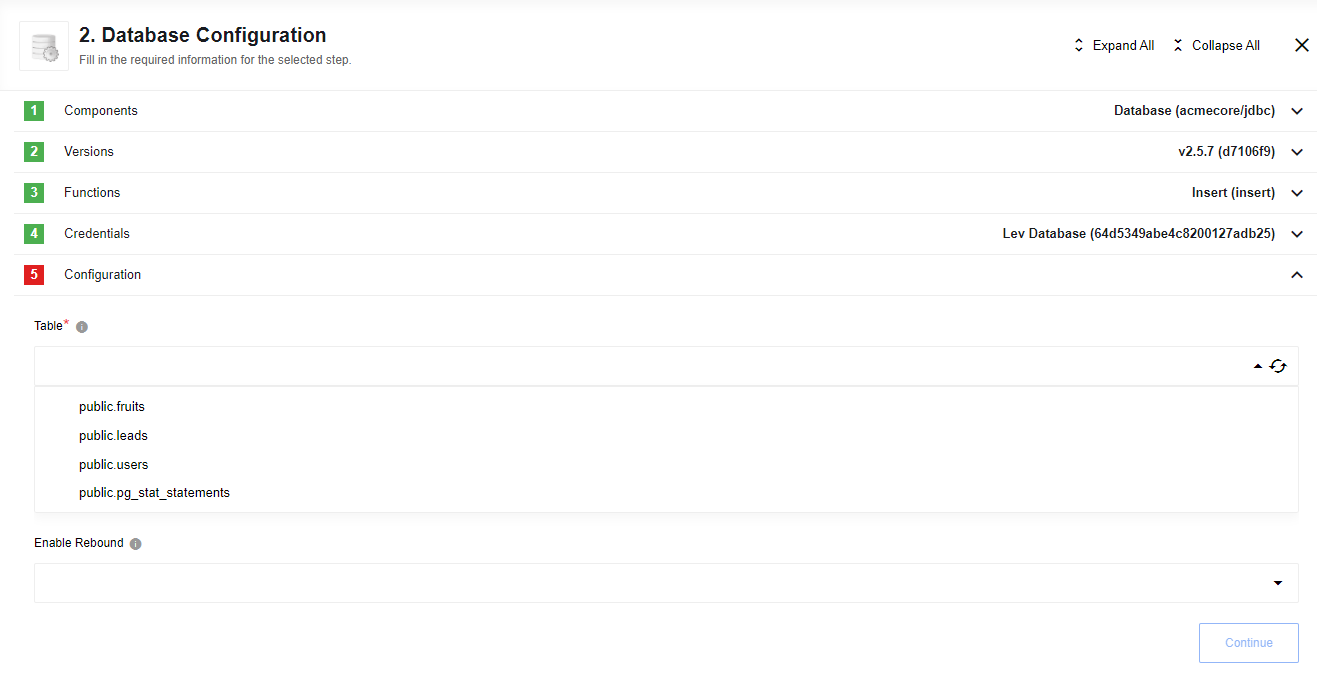 2. Database Configuration
Fill in the required information for the selected step.
Expand All
Collapse All
1 Components Database (acmecore/jdbc)
2 Versions v2.5.7 (d7106f9)
3 Functions Insert (insert)
4 Credentials Lev Database (64d5349abe4c8200127adb25)
5 Configuration
Table*
public.fruits
public.leads
public.users
public.pg_stat_statements
Enable Rebound
Continue